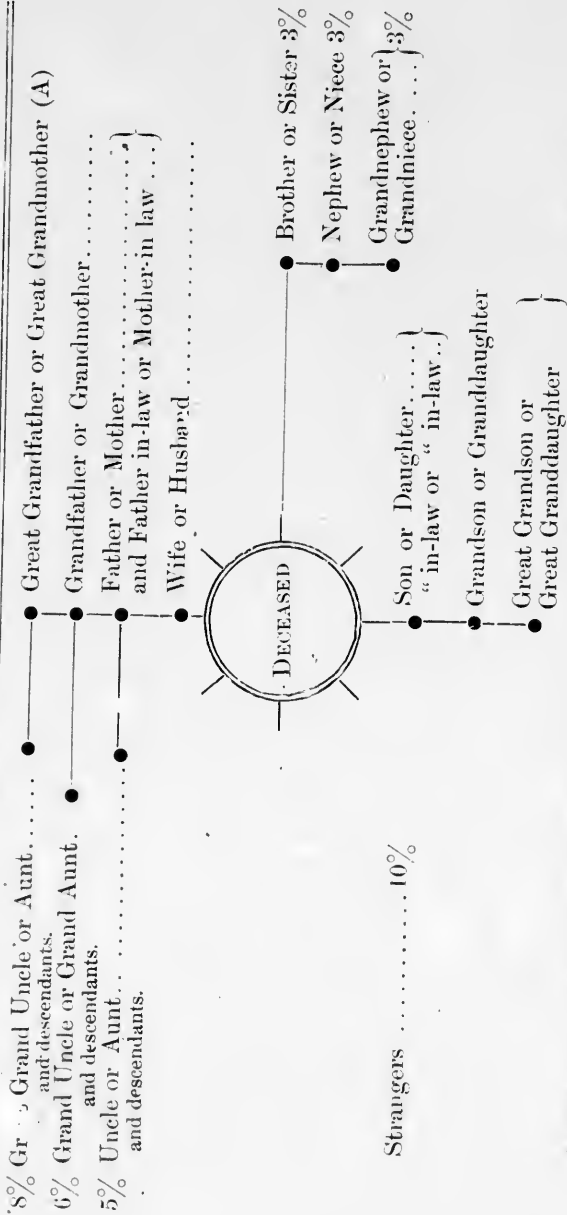 8% Grand Uncle or Aunt......
and descendants.
6% Grand Uncle or Grand Aunt.
and descendants.
5% Uncle or Aunt...............
and descendants.
Great Grandfather or Great Grandmother (A)
Grandfather or Grandmother..........
Father or Mother...............}
and Father in-law or Mother-in law ...}
Wife or Husband ....................
DECEASED
Brother or Sister 3%
Nephew or Niece 3%
Grandnephew or }3%
Grandniece.....}
Son or Daughter......}
“ in-law or “ in-law..}
Grandson or Granddaughter
Great Grandson or }
Great Granddaughter
Strangers ............10%